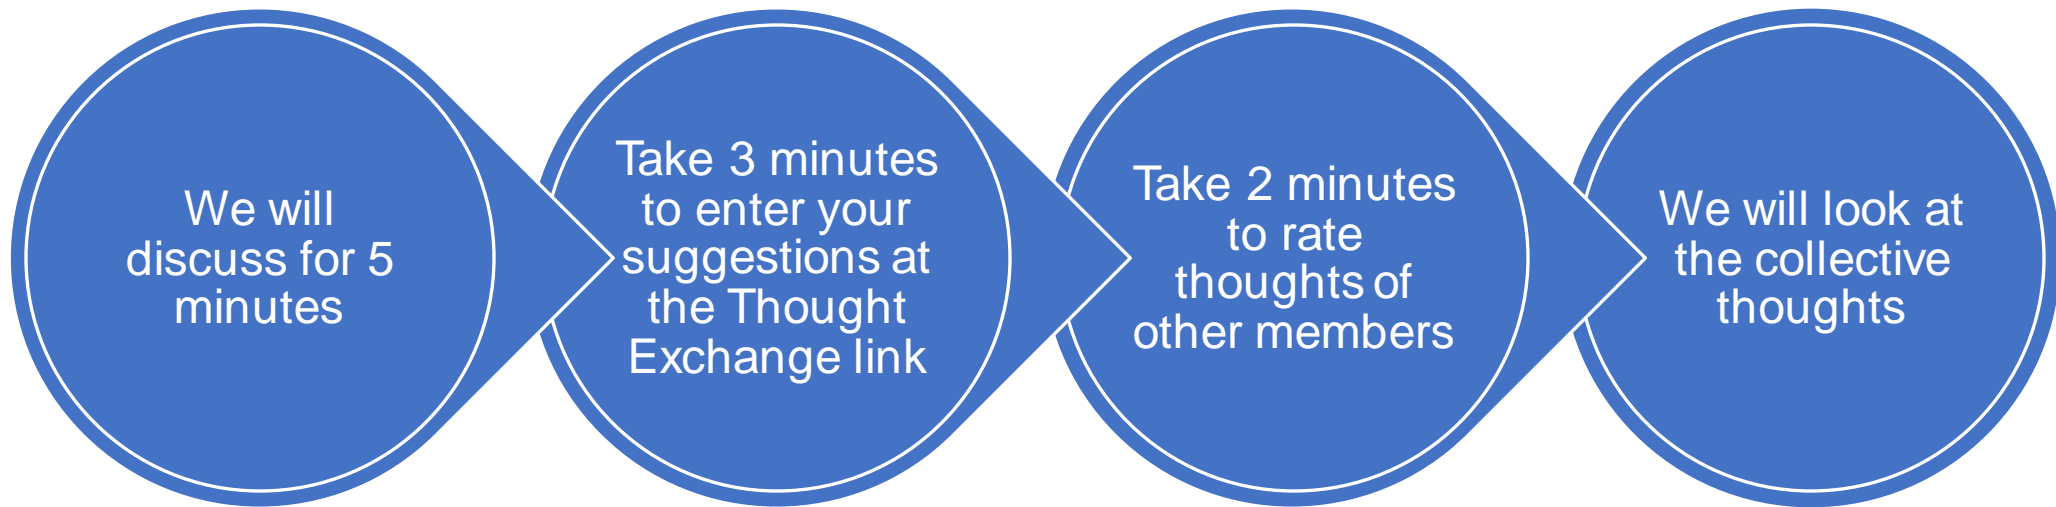 We will
discuss for 5
minutes
Take 3 minutes
to enter your
suggestions at
the Thought
Exchange link
Take 2 minutes
to rate
thoughts of
other members
We will look at
the collective
thoughts